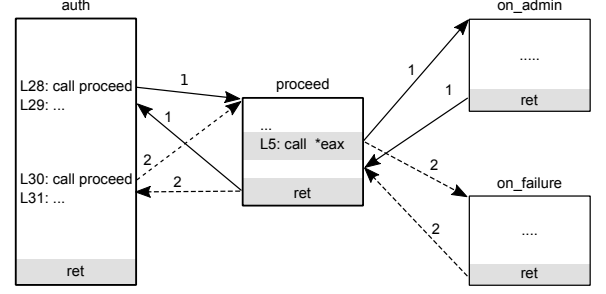 auth
L28: call proceed
L29: ...
L30: call proceed
L31: ...
ret
1
1
2
2
proceed
...
L5: call *eax
ret
1
1
2
2
on_admin
.....
ret
on_failure
....
ret